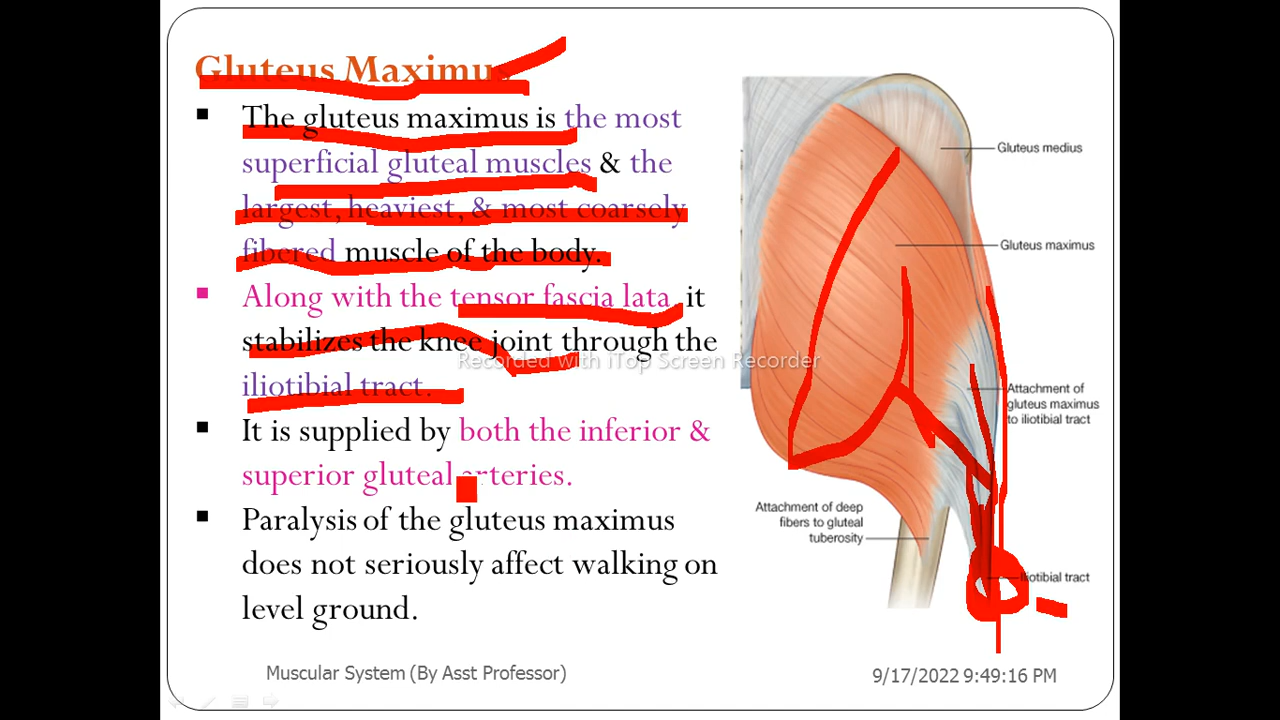 Gluteus Maximus
The gluteus maximus is the most
superficial gluteal muscles & the
largest, heaviest, & most coarsely
fibered muscle of the body.
Along with the tensor fascia lata, it
stabilizes the knee joint through the
iliotibial tract.
It is supplied by both the inferior &
superior gluteal arteries.
Paralysis of the gluteus maximus
does not seriously affect walking on
level ground.
Gluteus medius
Gluteus maximus
Attachment of
gluteus maximus
to iliotibial tract
Attachment of deep
fibers to gluteal
tuberosity
Iliotibial tract
Recorded with iTop Screen Recorder
Muscular System (By Asst Professor)
9/17/2022 9:49:16 PM